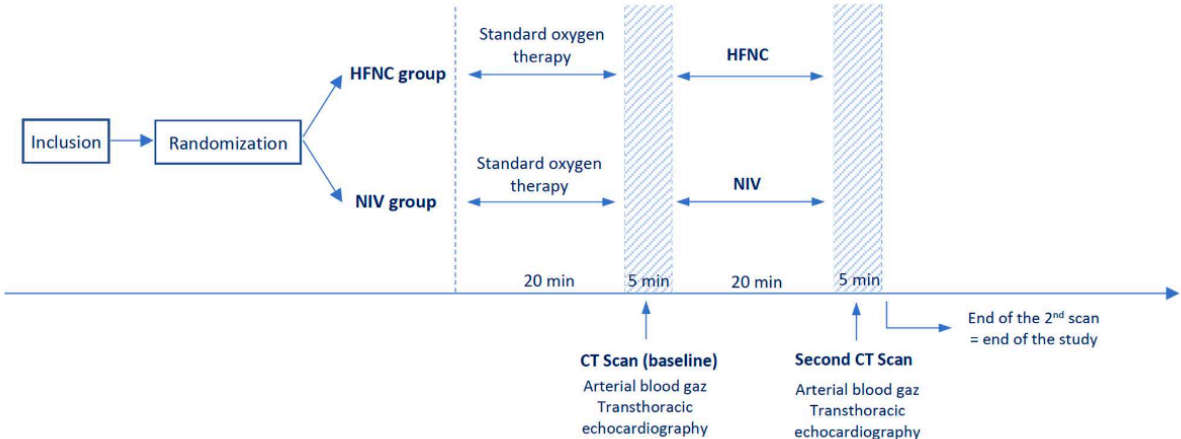 Standard oxygen
therapy
HFNC
HFNC group
Inclusion
Randomization
Standard oxygen
therapy
NIV
NIV group
20 min
5 min
20 min
5 min
End of the 2nd scan
= end of the study
CT Scan (baseline)
Arterial blood gaz
Transthoracic
echocardiography
Second CT Scan
Arterial blood gaz
Transthoracic
echocardiography